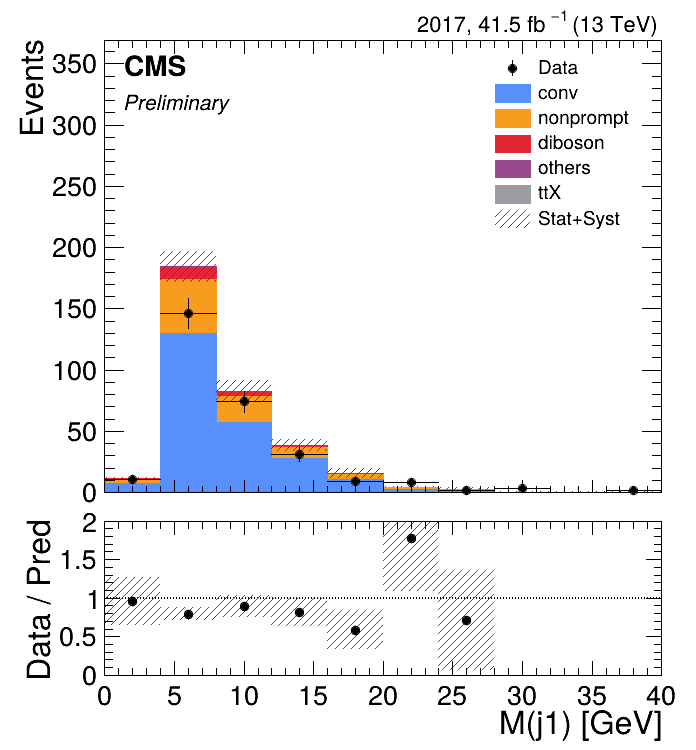 2017, 41.5 fb⁻¹ (13 TeV)
CMS
Preliminary
Data
conv
nonprompt
diboson
others
ttX
Stat+Syst
Events
350
300
250
200
150
100
50
0
Data / Pred
2
1.5
1
0.5
0
0 5 10 15 20 25 30 35 40
M(j1) [GeV]